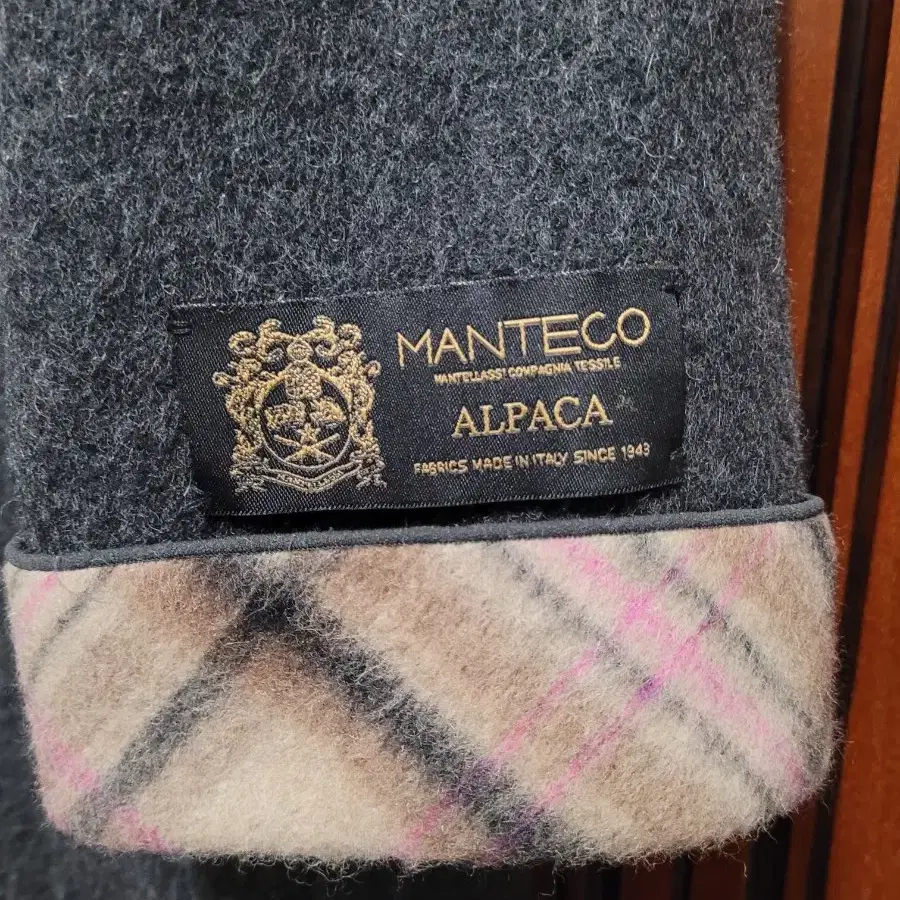 MANTECO
MANTELLASSI COMPAGNIA TESSILE
ALPACA
FABRICS MADE IN ITALY SINCE 1943